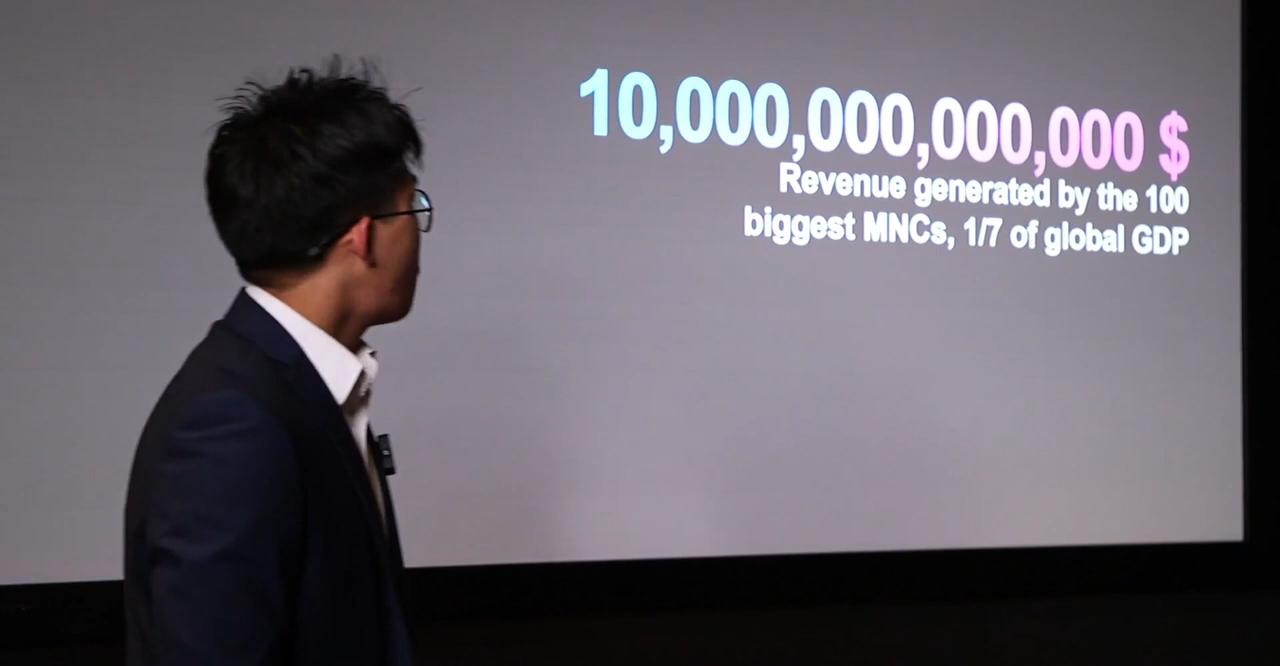 10,000,000,000,000 $
Revenue generated by the 100
biggest MNCs, 1/7 of global GDP